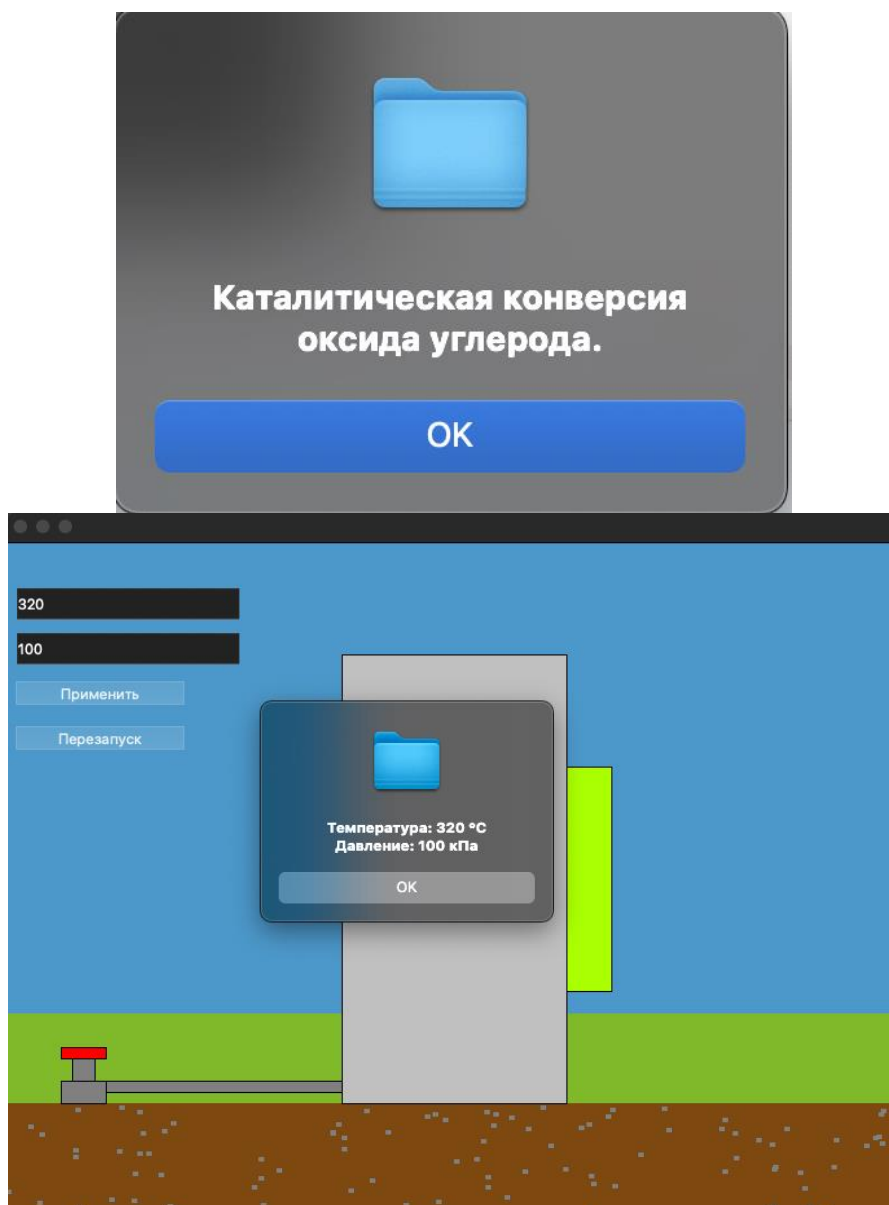 Каталитическая конверсия
оксида углерода.
OK
320
100
Применить
Перезапуск
Температура: 320 °C
Давление: 100 кПа
OK